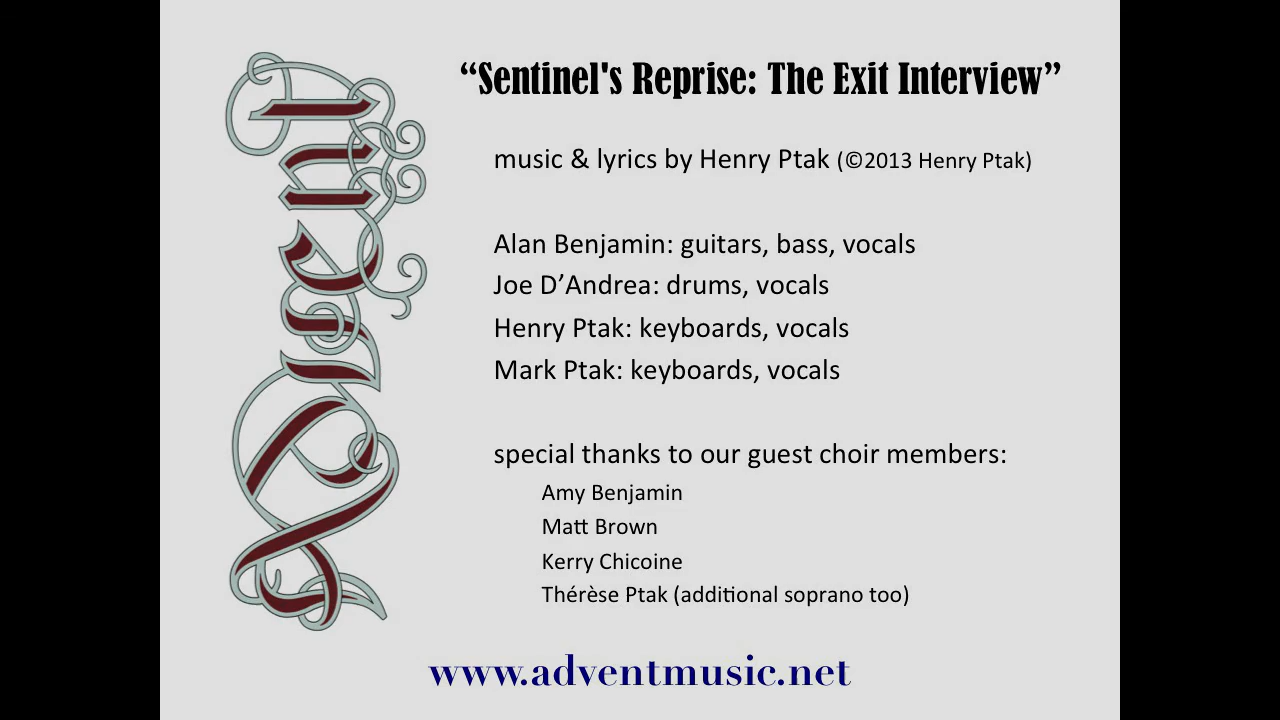 Advent
“Sentinel's Reprise: The Exit Interview”
music & lyrics by Henry Ptak (©2013 Henry Ptak)
Alan Benjamin: guitars, bass, vocals
Joe D’Andrea: drums, vocals
Henry Ptak: keyboards, vocals
Mark Ptak: keyboards, vocals
special thanks to our guest choir members:
Amy Benjamin
Matt Brown
Kerry Chicoine
Thérèse Ptak (additional soprano too)
www.adventmusic.net